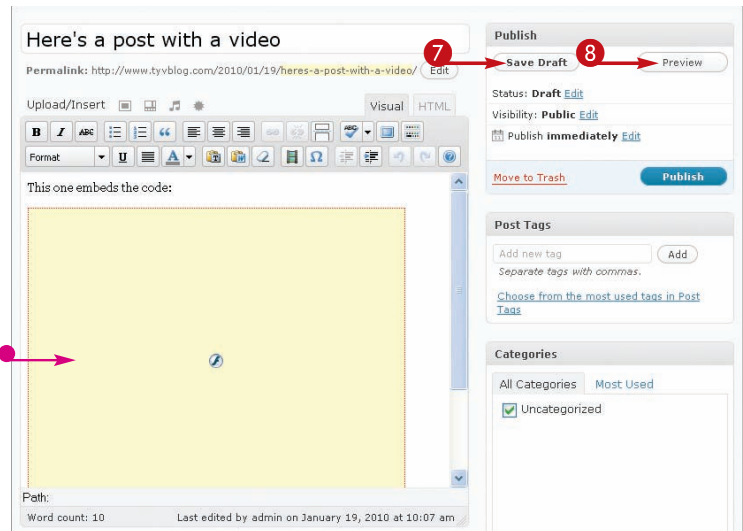 Here's a post with a video
Permalink: http://www.tyvblog.com/2010/01/19/heres-a-post-with-a-video/ Edit
Upload/Insert Visual HTML
B I ABC ABC
Format U A Ω
This one embeds the code:
Path:
Word count: 10 Last edited by admin on January 19, 2010 at 10:07 am
Publish
7 Save Draft 8 Preview
Status: Draft Edit
Visibility: Public Edit
Publish immediately Edit
Move to Trash Publish
Post Tags
Add new tag Add
Separate tags with commas.
Choose from the most used tags in Post
Tags
Categories
All Categories Most Used
Uncategorized